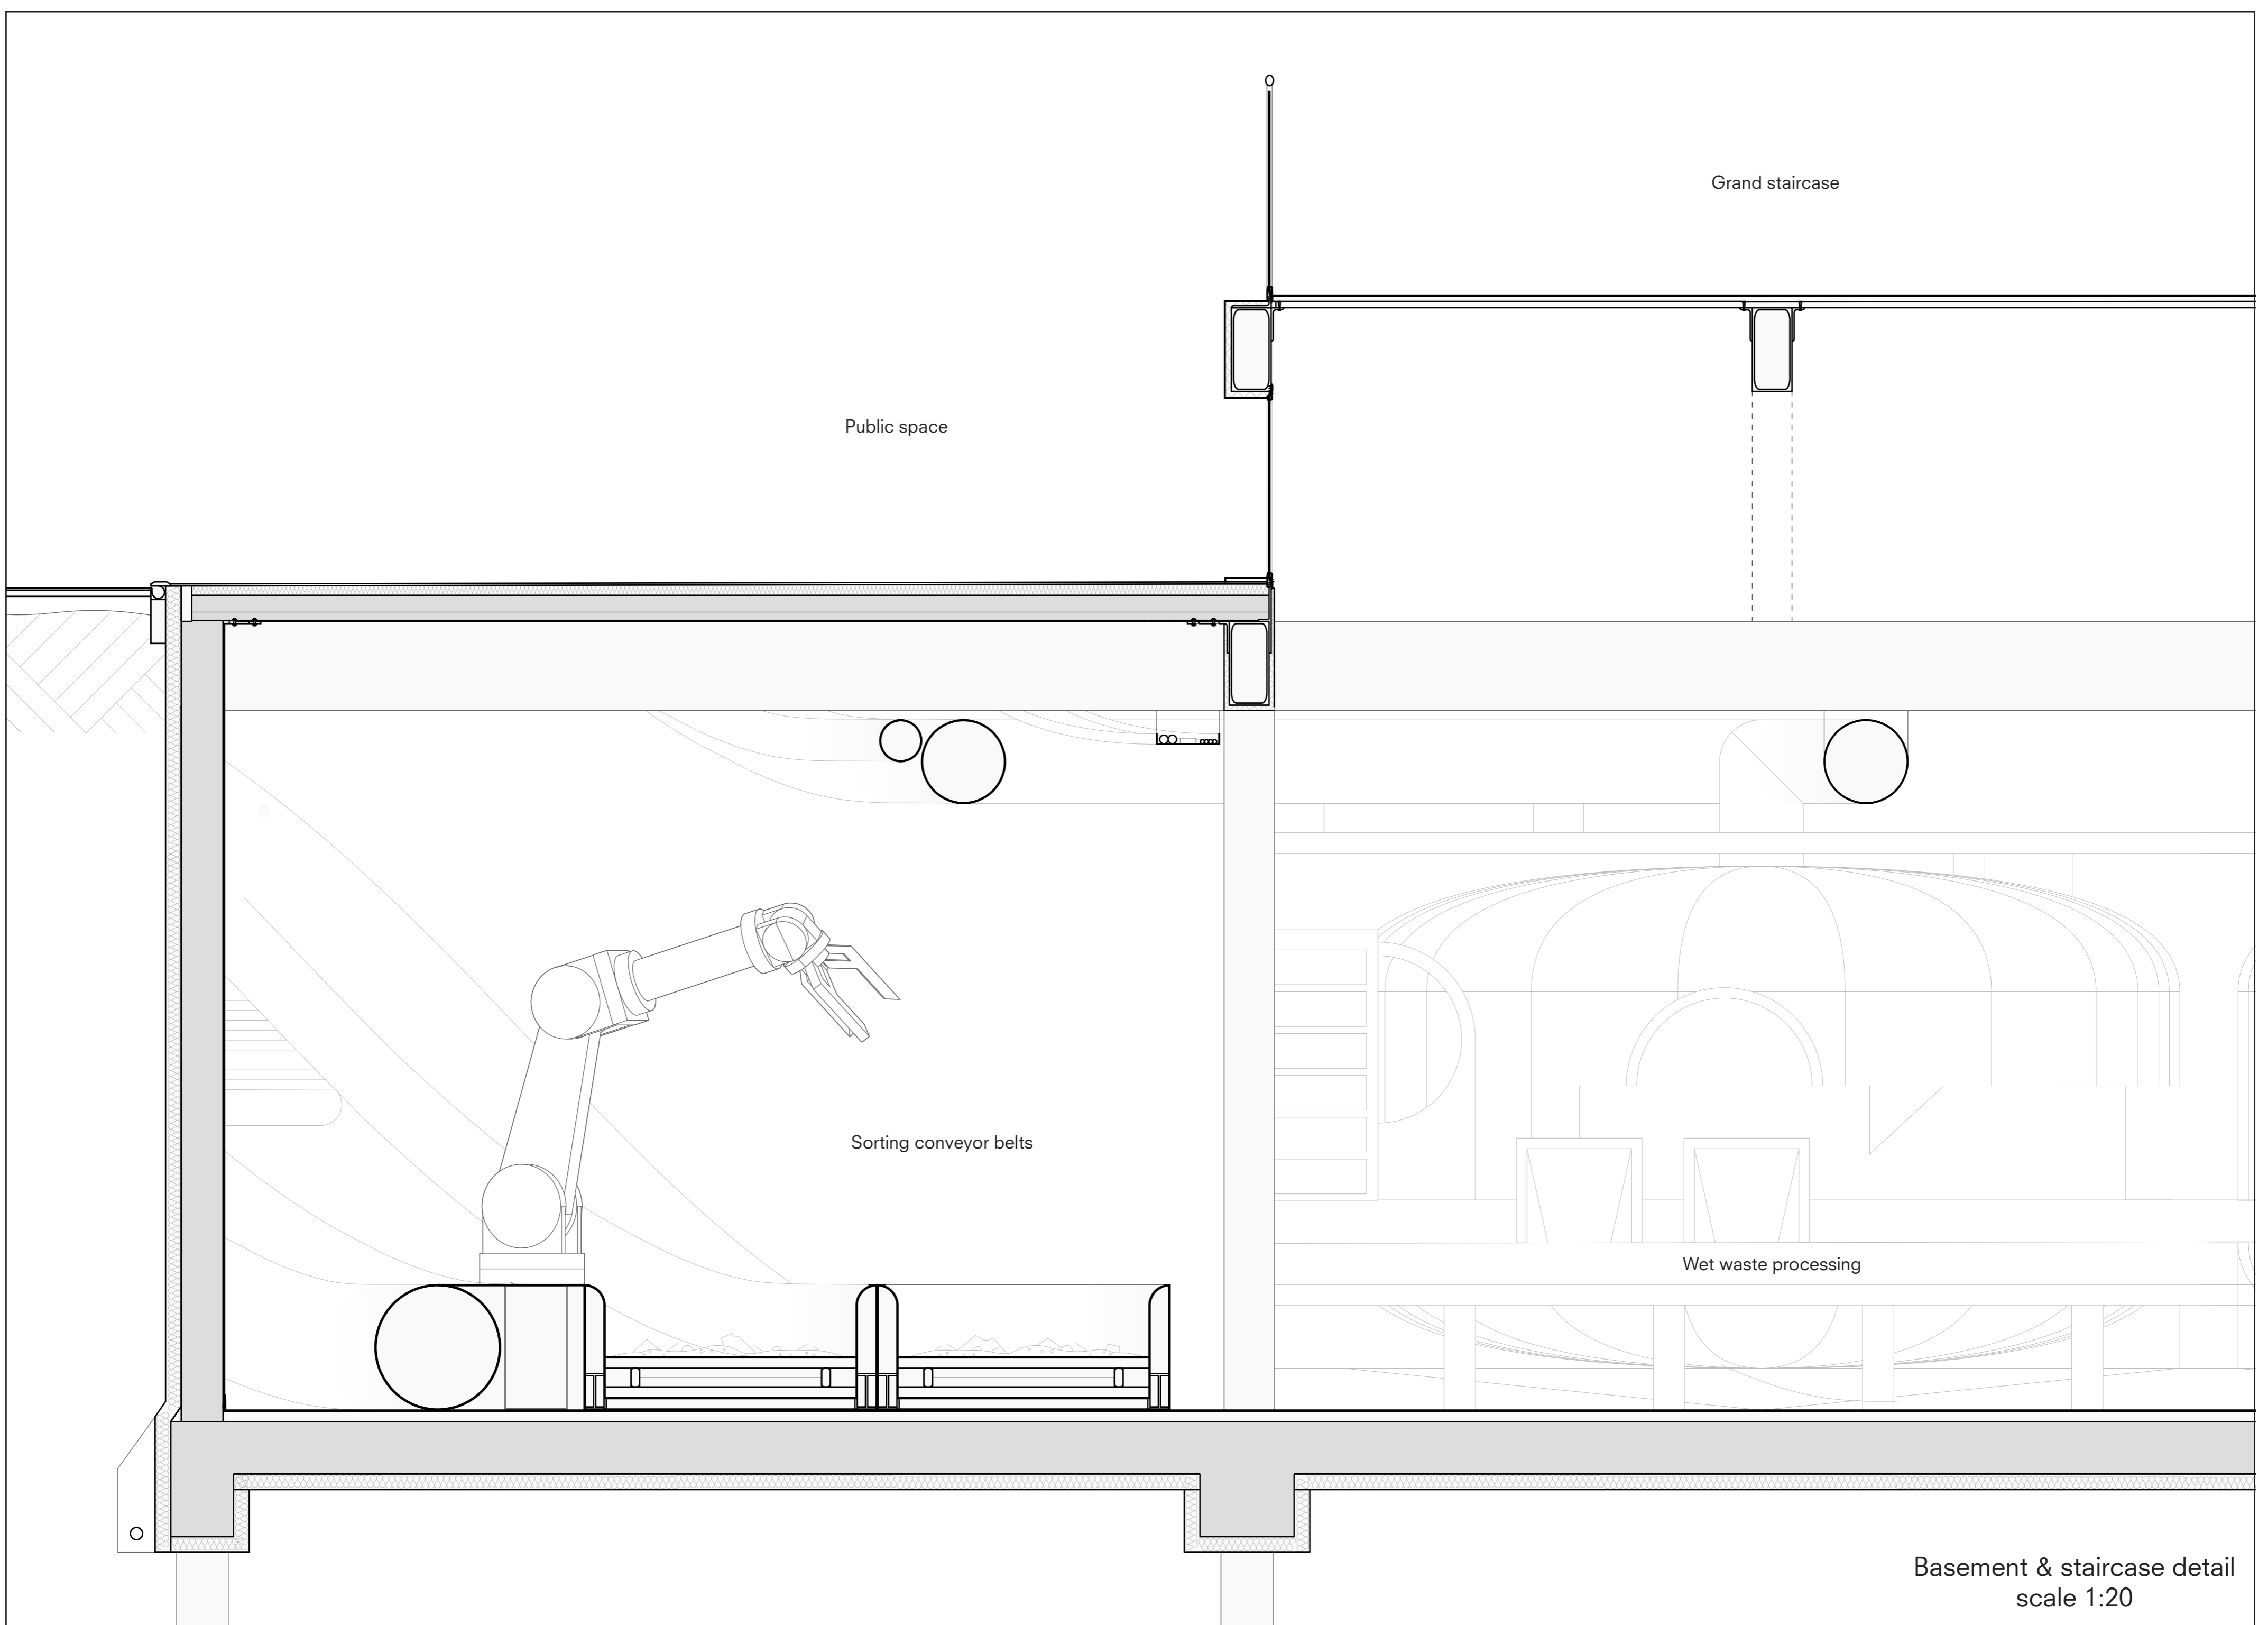 Grand staircase
Public space
Sorting conveyor belts
Wet waste processing
Basement & staircase detail
scale 1:20